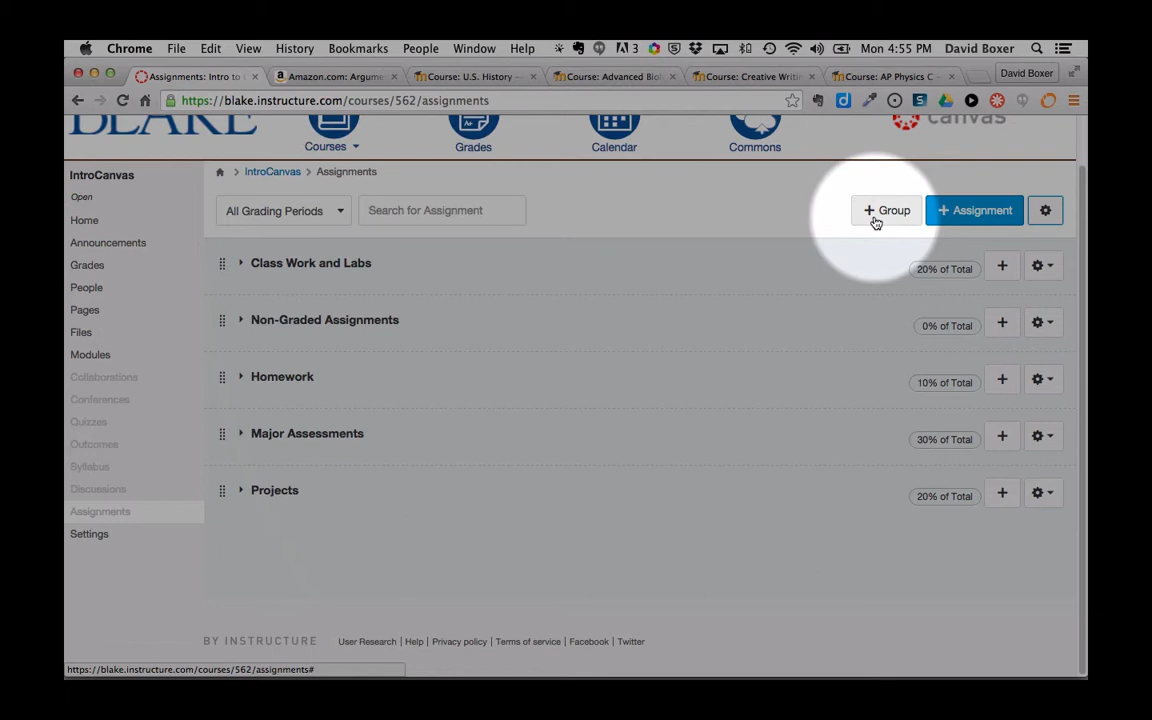 Chrome File Edit View History Bookmarks People Window Help 3 Mon 4:55 PM David Boxer
Assignments: Intro to Amazon.com: Argume Course: U.S. History – Course: Advanced Bio Course: Creative Writi Course: AP Physics C – David Boxer
https://blake.instructure.com/courses/562/assignments
BLAKE canvas
Courses Grades Calendar Commons
IntroCanvas
Open
Home
Announcements
Grades
People
Pages
Files
Modules
Collaborations
Conferences
Quizzes
Outcomes
Syllabus
Discussions
Assignments
Settings
IntroCanvas > Assignments
All Grading Periods Search for Assignment + Group + Assignment
Class Work and Labs 20% of Total +
Non-Graded Assignments 0% of Total +
Homework 10% of Total +
Major Assessments 30% of Total +
Projects 20% of Total +
BY INSTRUCTURE User Research | Help | Privacy policy | Terms of service | Facebook | Twitter
https://blake.instructure.com/courses/562/assignments#